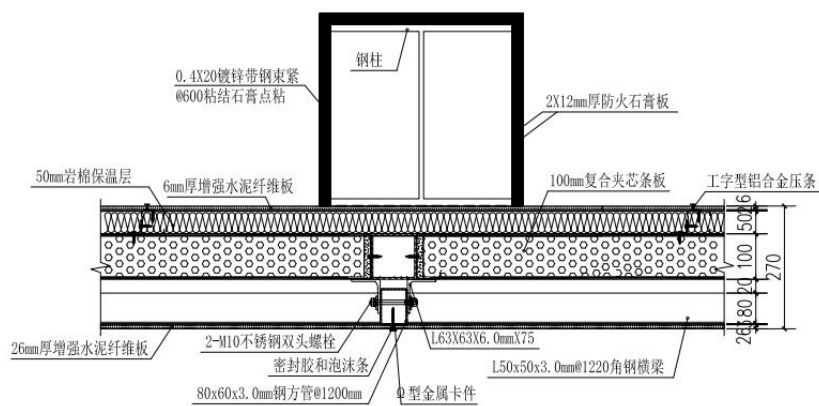 钢柱
0.4X20镀锌带钢束紧
@600粘结石膏点粘
2X12mm厚防火石膏板
50mm岩棉保温层
6mm厚增强水泥纤维板
100mm复合夹芯条板
工字型铝合金压条
50
26
100
20
80
263
270
26mm厚增强水泥纤维板
2-M10不锈钢双头螺栓
L63X63X6.0mmX75
密封胶和泡沫条
L50x50x3.0mm@1220角钢横梁
80x60x3.0mm钢方管@1200mm
Ω型金属卡件